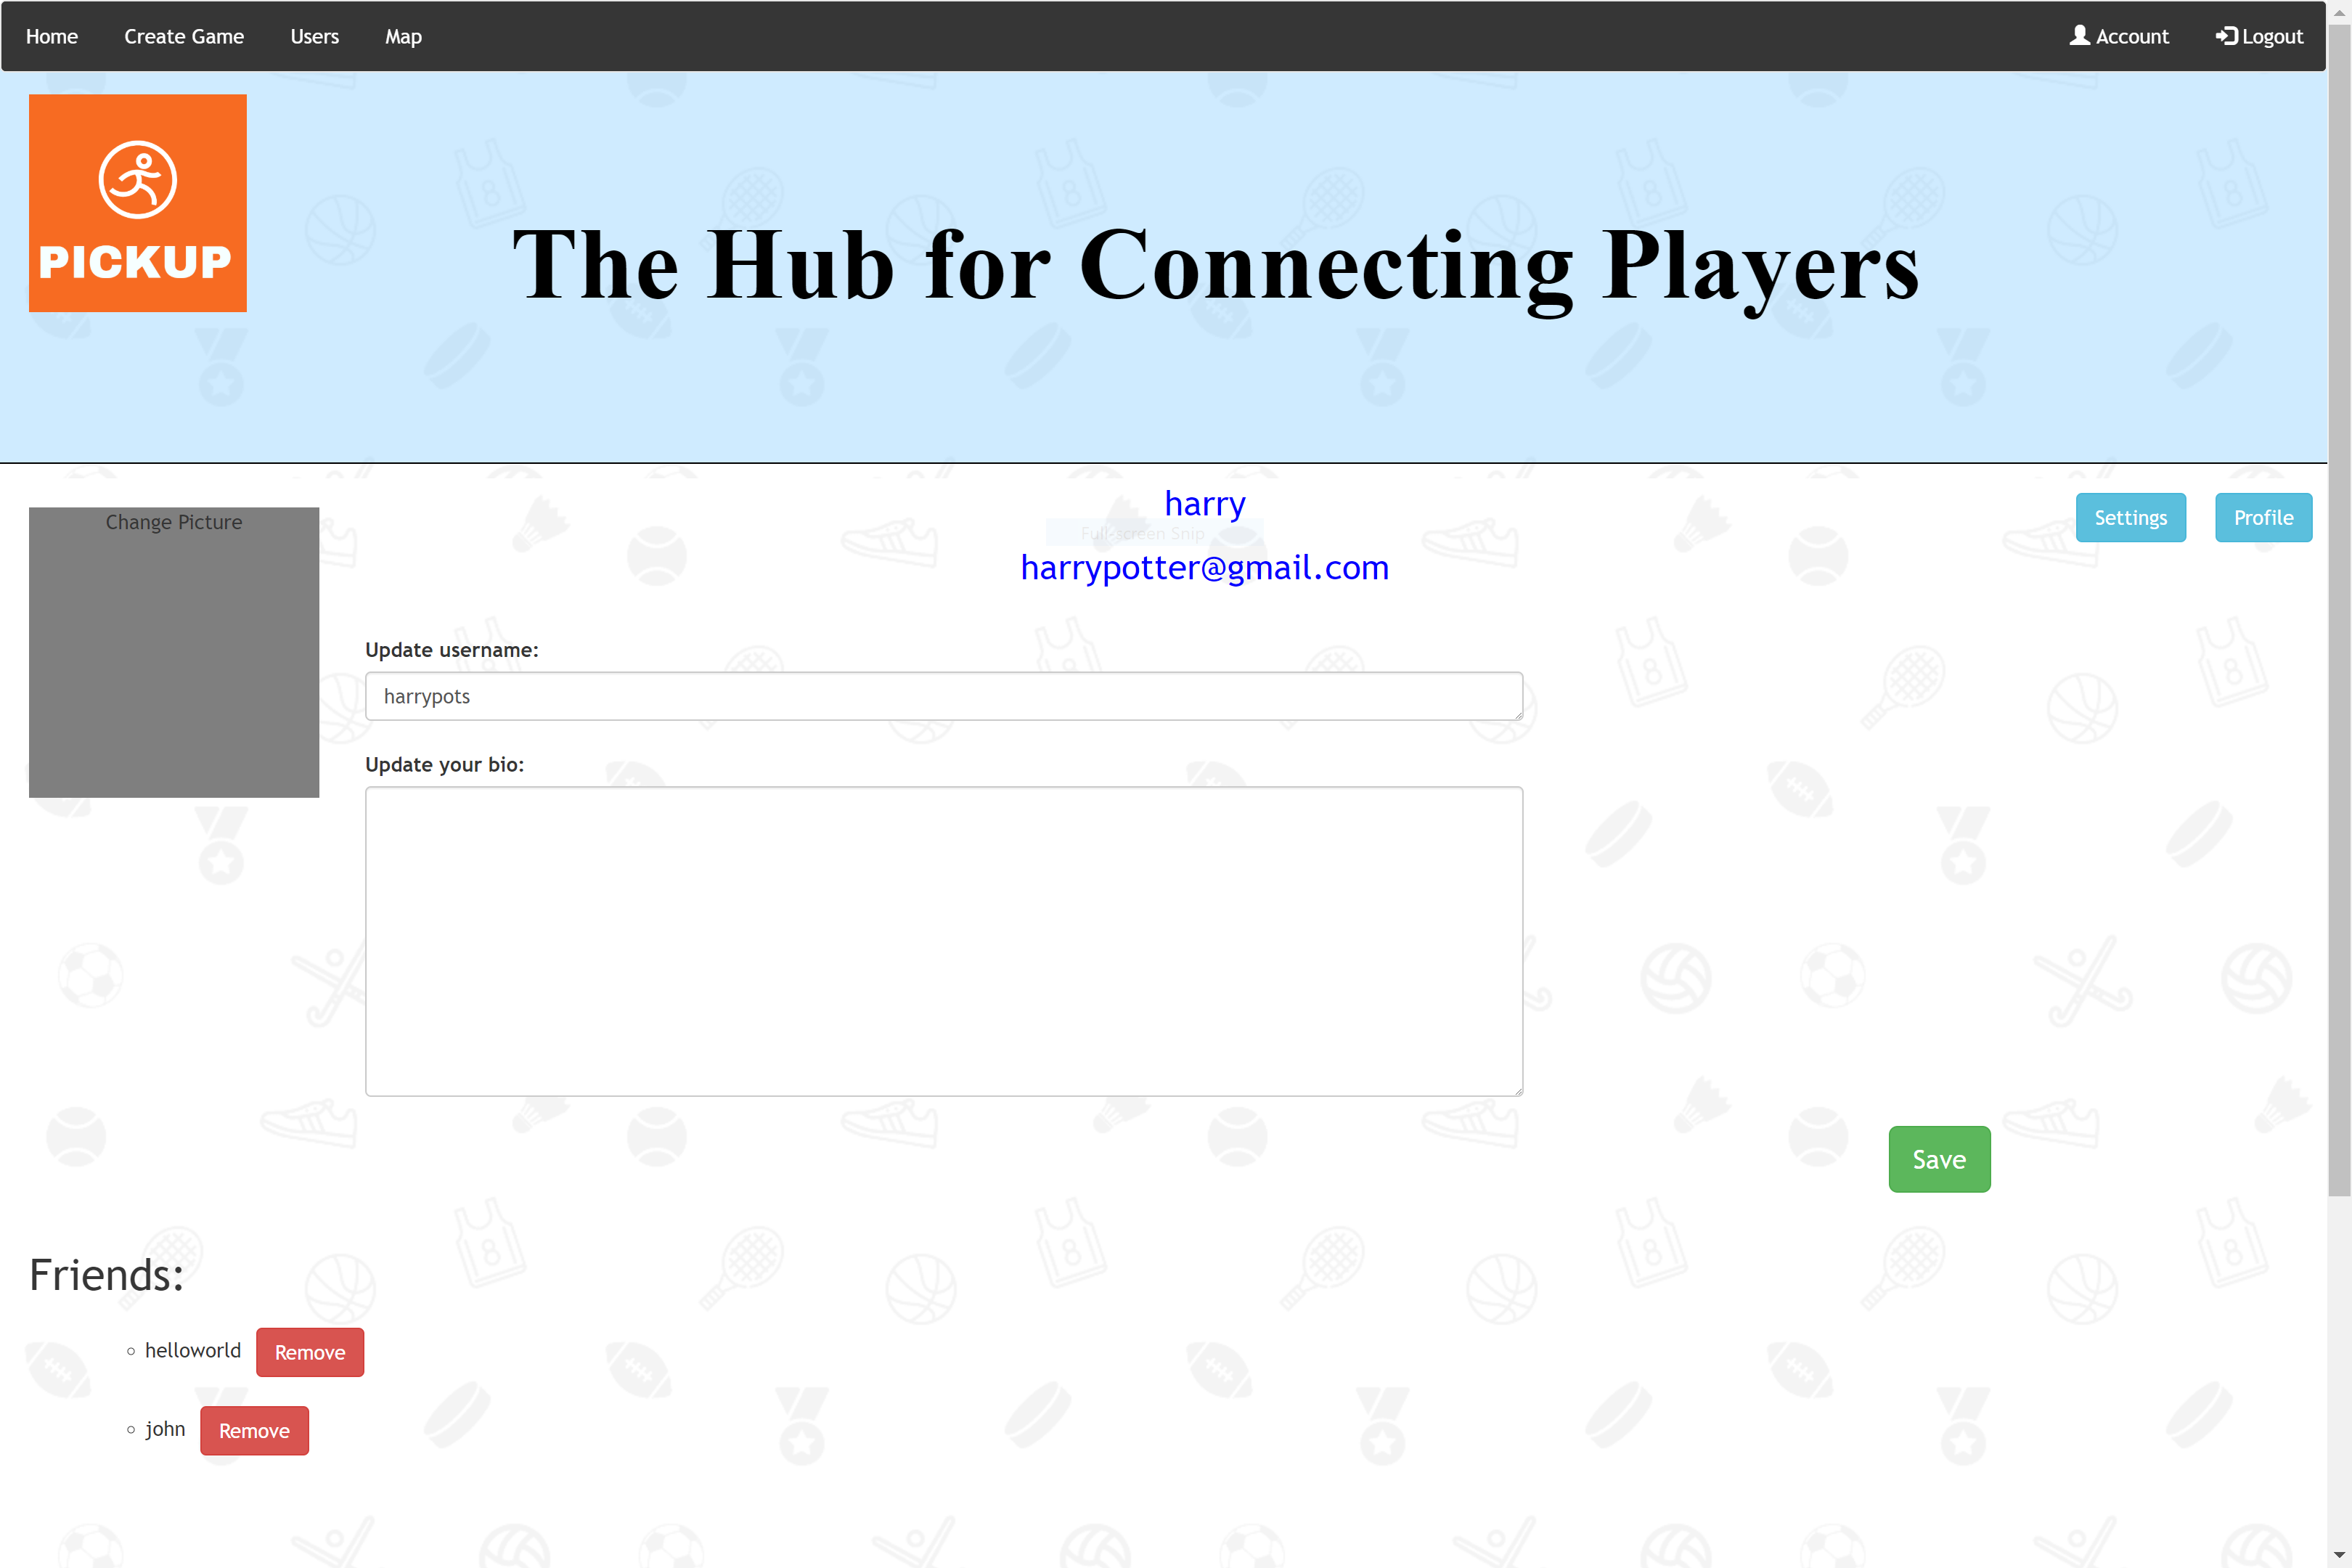 Home Create Game Users Map Account Logout
PICKUP
The Hub for Connecting Players
harry
Settings Profile
Change Picture
Full-screen Snip
harrypotter@gmail.com
Update username:
harrypots
Update your bio:
Save
Friends:
helloworld Remove
john Remove